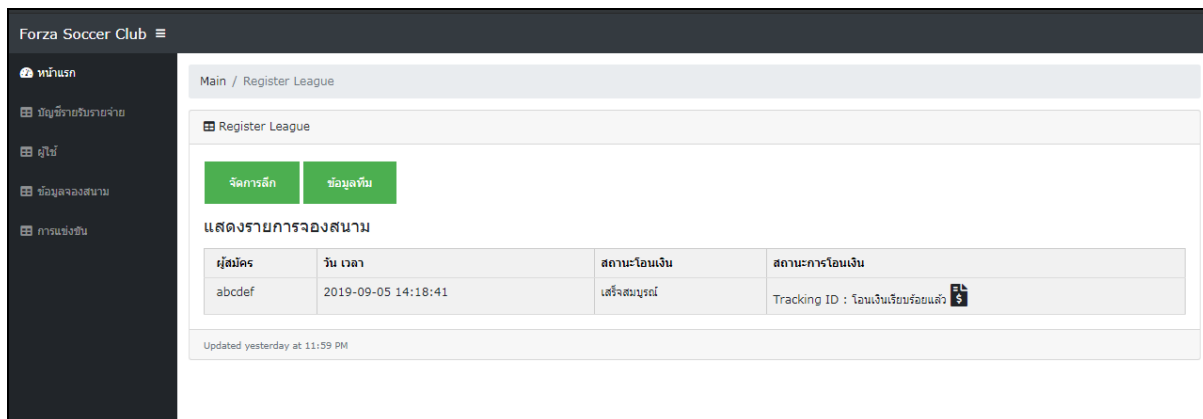 Forza Soccer Club
หน้าแรก
บัญชีรายรับรายจ่าย
ผู้ใช้
ข้อมูลจองสนาม
การแข่งขัน
Main / Register League
Register League
จัดการลีก
ข้อมูลทีม
แสดงรายการจองสนาม
ผู้สมัคร วัน เวลา สถานะโอนเงิน สถานะการโอนเงิน
abcdef 2019-09-05 14:18:41 เสร็จสมบูรณ์ Tracking ID : โอนเงินเรียบร้อยแล้ว
Updated yesterday at 11:59 PM